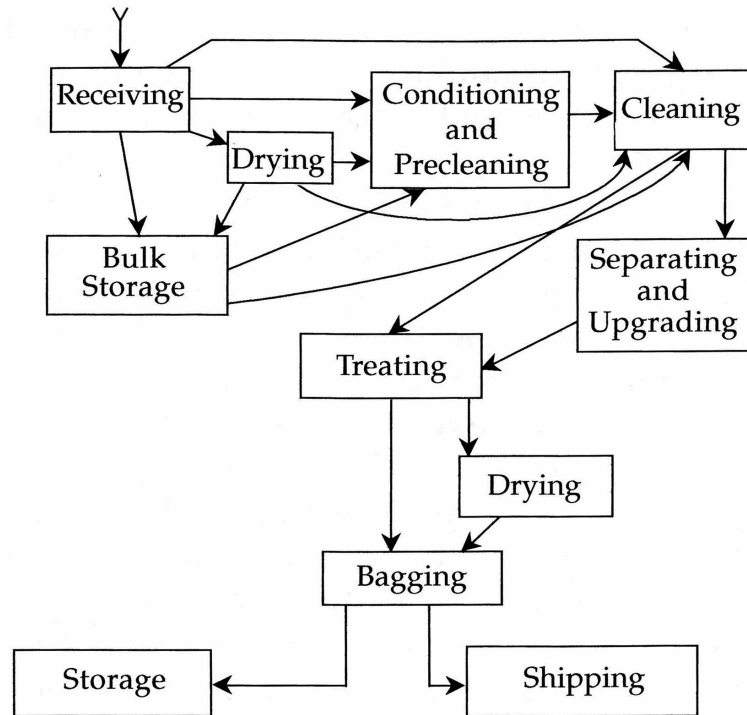 Receiving
Drying
Conditioning
and
Precleaning
Cleaning
Bulk
Storage
Separating
and
Upgrading
Treating
Drying
Bagging
Storage
Shipping